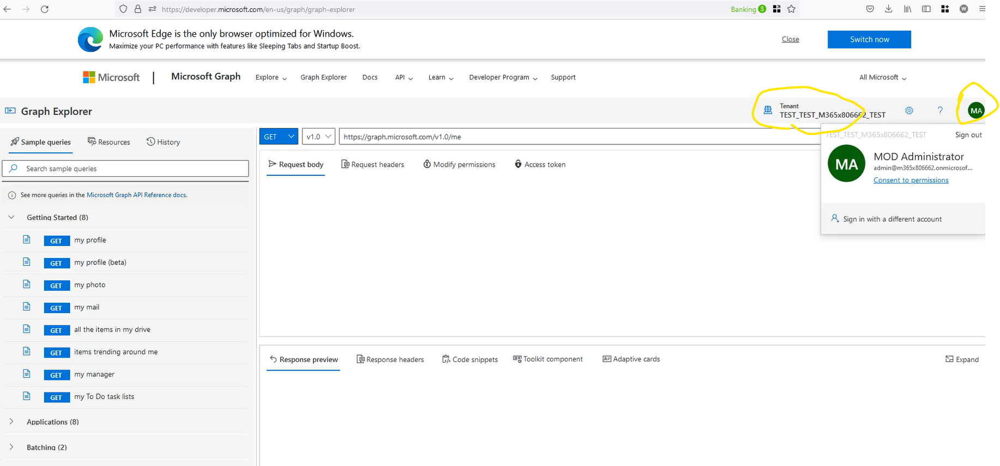 https://developer.microsoft.com/en-us/graph/graph-explorer
Banking $
W
Microsoft Edge is the only browser optimized for Windows.
Maximize your PC performance with features like Sleeping Tabs and Startup Boost.
Close
Switch now
Microsoft
Microsoft Graph
Explore
Graph Explorer
Docs
API
Learn
Developer Program
Support
All Microsoft
Graph Explorer
Tenant
TEST_TEST_M365x806662_TEST
?
MA
TEST_TEST_M365x806662_TEST
Sign out
MA
MOD Administrator
admin@m365x806662.onmicrosof...
Consent to permissions
Sign in with a different account
Sample queries
Resources
History
Search sample queries
See more queries in the Microsoft Graph API Reference docs.
Getting Started (8)
GET my profile
GET my profile (beta)
GET my photo
GET my mail
GET all the items in my drive
GET items trending around me
GET my manager
GET my To Do task lists
Applications (8)
Batching (2)
GET
v1.0
https://graph.microsoft.com/v1.0/me
Request body
Request headers
Modify permissions
Access token
Response preview
Response headers
Code snippets
Toolkit component
Adaptive cards
Expand